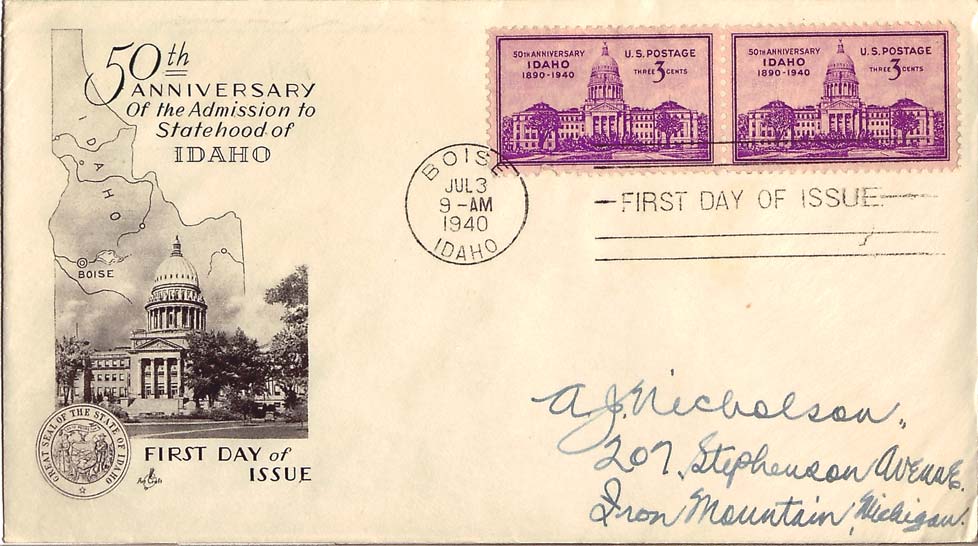 50th
ANNIVERSARY
Of the Admission to
Statehood of
IDAHO
IDAHO
BOISE
GREAT SEAL OF THE STATE OF IDAHO
FIRST DAY of
ISSUE
Art Craft
50TH ANNIVERSARY
IDAHO
1890-1940
U.S. POSTAGE
THREE 3 CENTS
50TH ANNIVERSARY
IDAHO
1890-1940
U.S. POSTAGE
THREE 3 CENTS
BOISE
JUL 3
9-AM
1940
IDAHO
FIRST DAY OF ISSUE
A.J. Nicholson,
207, Stephenson Avenue.
Iron Mountain, Michigan.